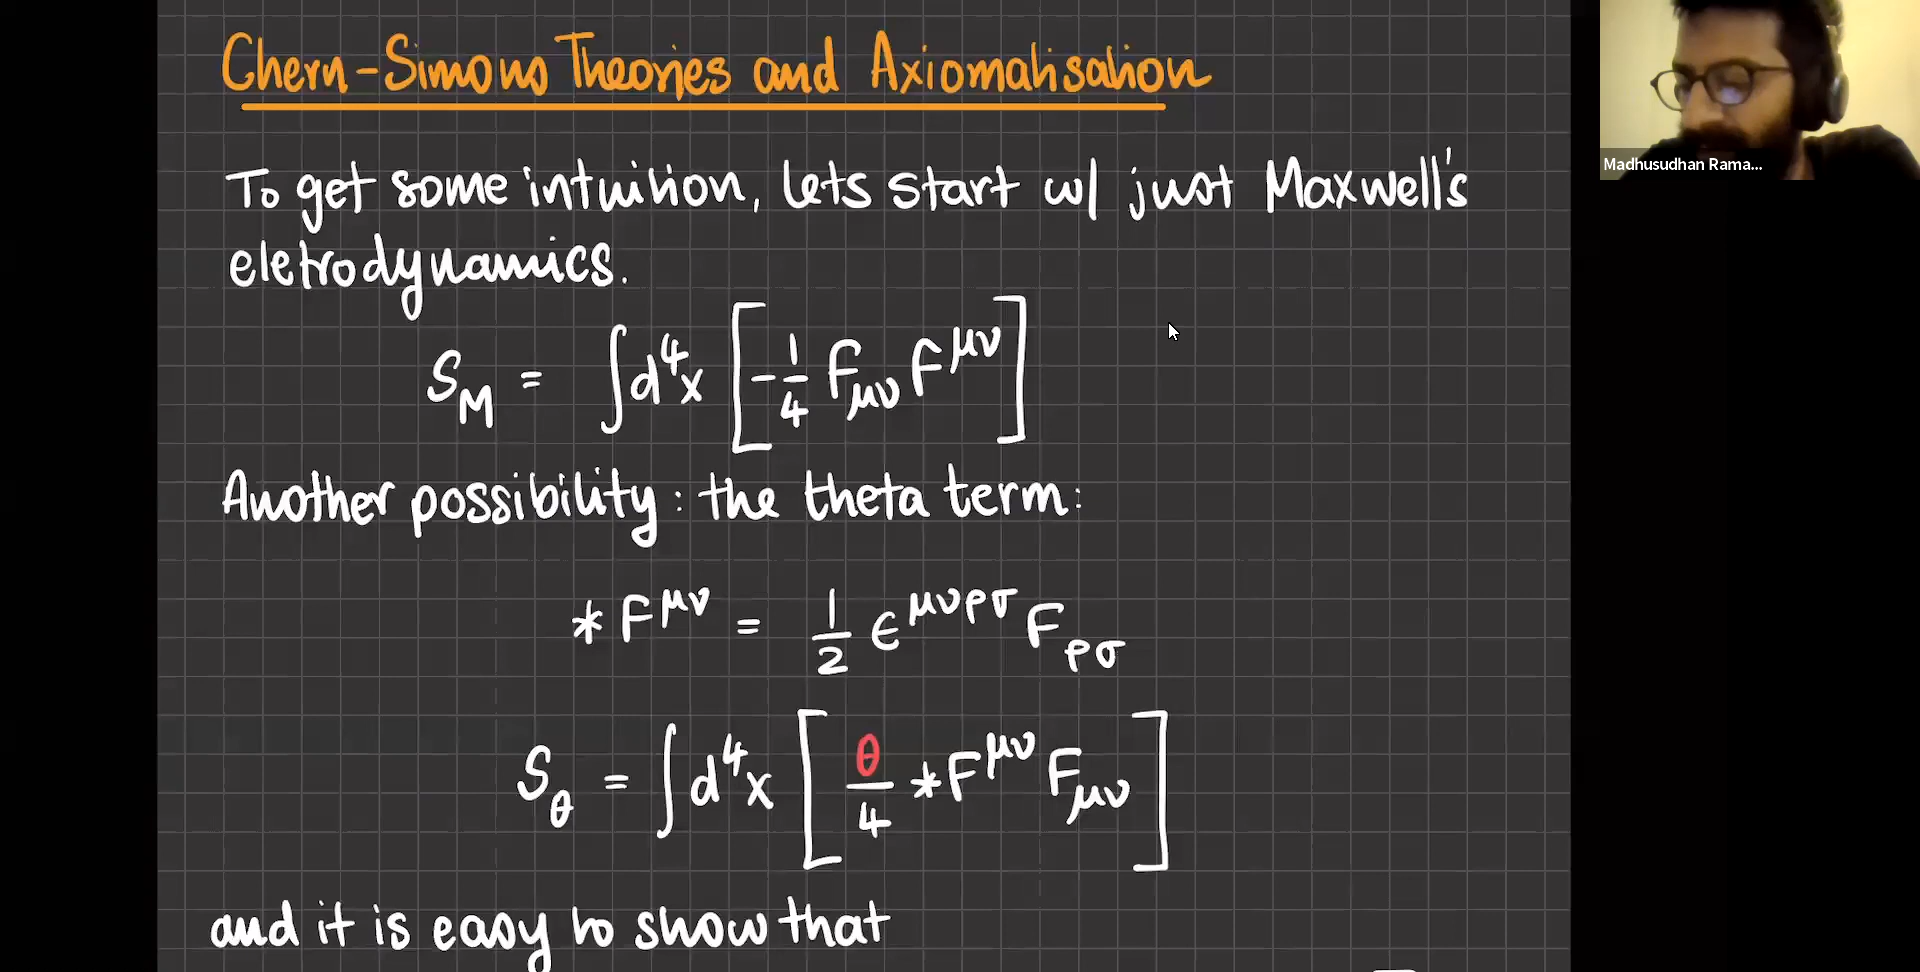 Chern-Simons Theories and Axiomatisation
To get some intuition, lets start w/ just Maxwell's
eletrodynamics.
S_M = ∫d⁴x [-1/4 F_μν F^μν]
Another possibility: the theta term:
*F^μν = 1/2 ε^μνρσ F_ρσ
S_θ = ∫d⁴x [θ/4 *F^μν F_μν]
and it is easy to show that
Madhusudhan Rama...